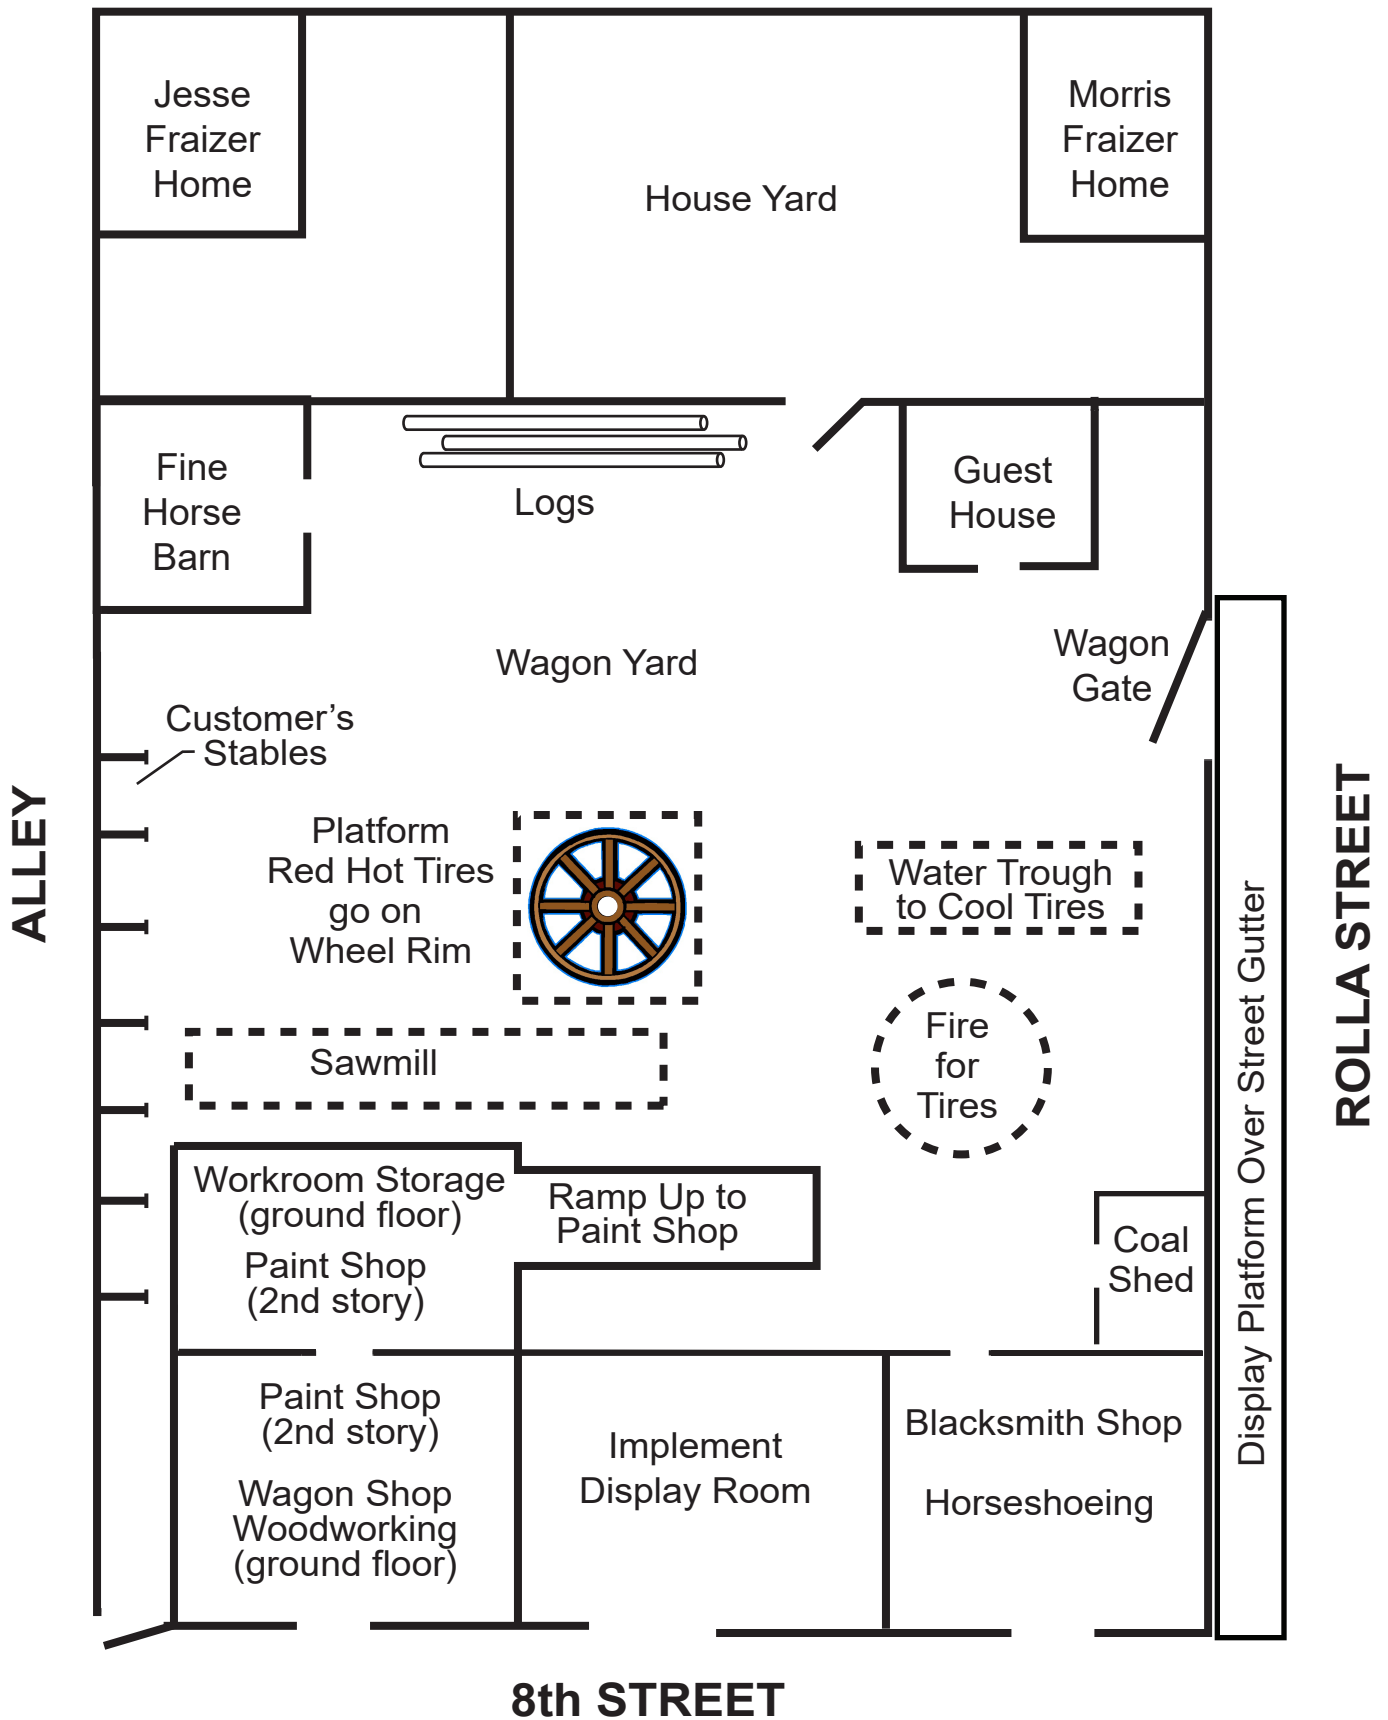 Jesse
Fraizer
Home
House Yard
Morris
Fraizer
Home
Fine
Horse
Barn
Logs
Guest
House
Wagon Yard
Wagon
Gate
Customer’s
Stables
ALLEY
Platform
Red Hot Tires
go on
Wheel Rim
Water Trough
to Cool Tires
Fire
for
Tires
Sawmill
Workroom Storage
(ground floor)
Paint Shop
(2nd story)
Ramp Up to
Paint Shop
Coal
Shed
Display Platform Over Street Gutter
ROLLA STREET
Paint Shop
(2nd story)
Wagon Shop
Woodworking
(ground floor)
Implement
Display Room
Blacksmith Shop
Horseshoeing
8th STREET